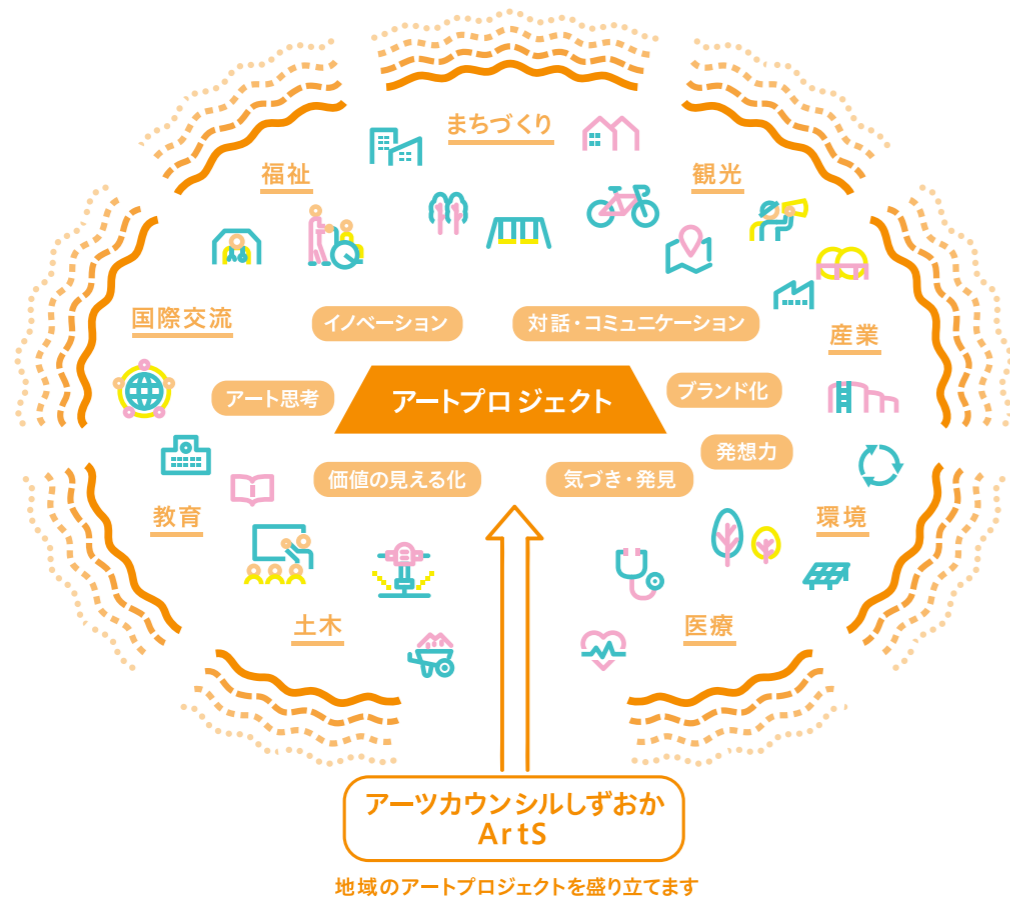 まちづくり
福祉
観光
国際交流
イノベーション
対話・コミュニケーション
産業
アート思考
アートプロジェクト
ブランド化
発想力
価値の見える化
気づき・発見
教育
環境
土木
医療
アーツカウンシルしずおか
ArtS
地域のアートプロジェクトを盛り立てます